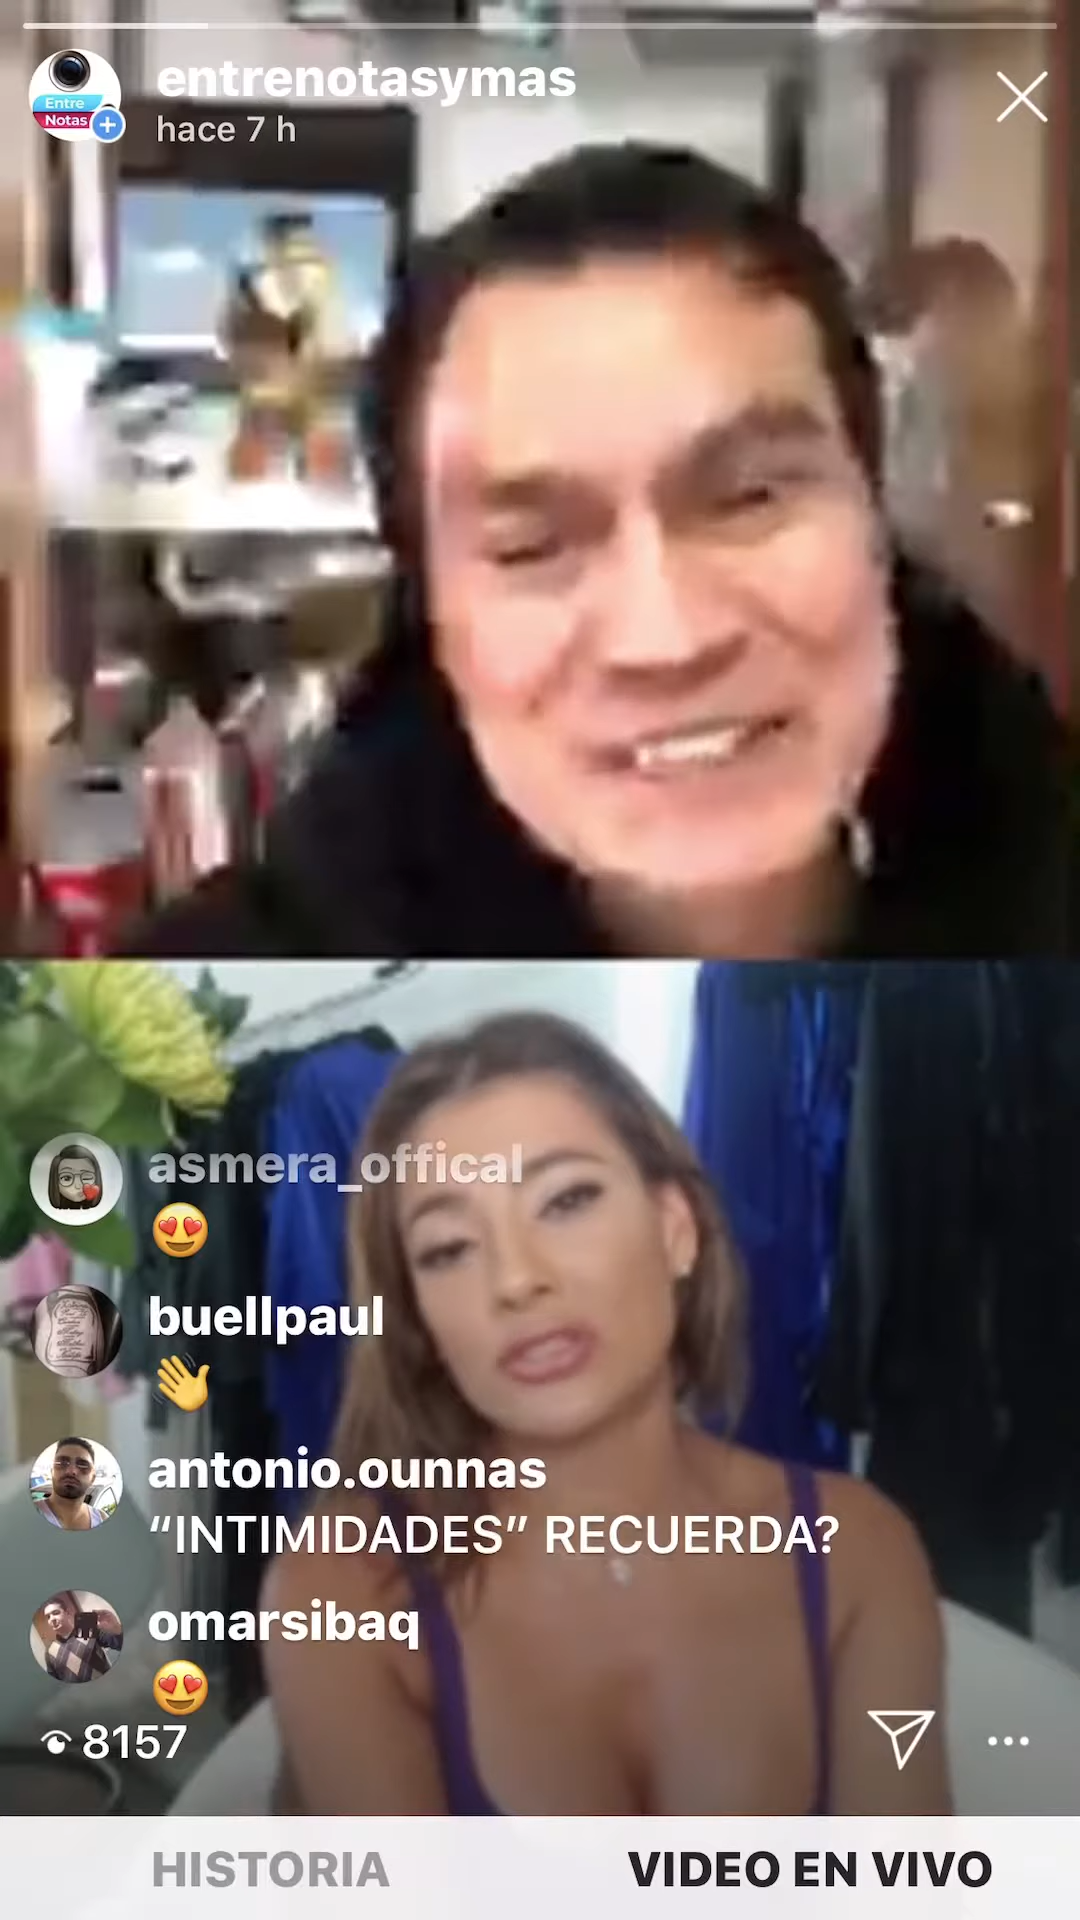 Entre
Notas
entrenotasymas
hace 7 h
asmera_offical
😍
buellpaul
👋
antonio.ounnas
“INTIMIDADES” RECUERDA?
omarsibaq
😍
8157
HISTORIA
VIDEO EN VIVO